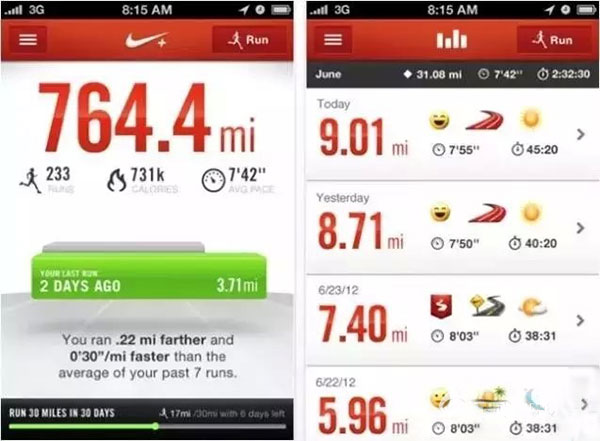 3G 8:15 AM
Run
764.4 mi
233 RUNS
731k CALORIES
7'42" AVG PACE
YOUR LAST RUN
2 DAYS AGO 3.71mi
You ran .22 mi farther and
0'30"/mi faster than the
average of your past 7 runs.
RUN 30 MILES IN 30 DAYS 17mi /30mi with 6 days left
3G 8:15 AM
Run
June 31.08 mi 7'42" 2:32:30
Today
9.01 mi 7'55" 45:20
Yesterday
8.71 mi 7'50" 40:20
6/23/12
7.40 mi 8'03" 38:31
6/22/12
5.96 mi 8'03" 38:31